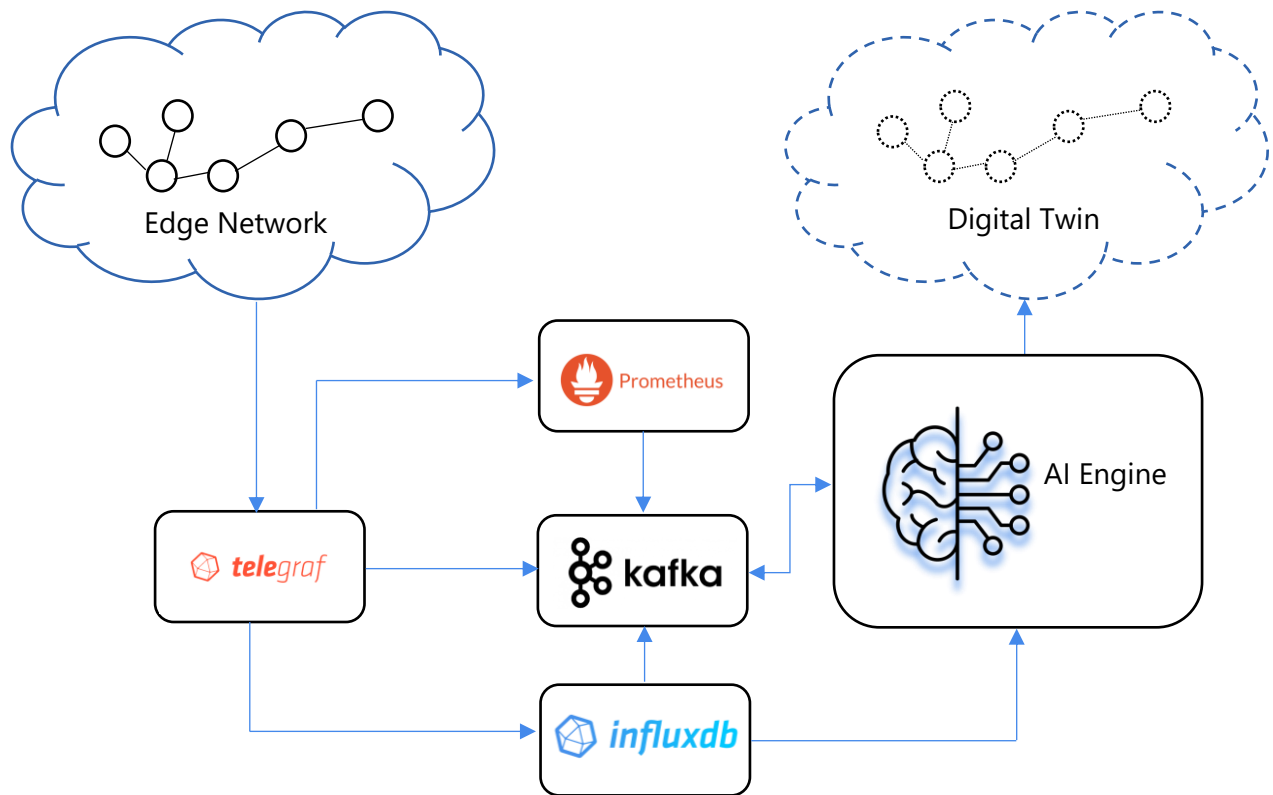 Edge Network
Digital Twin
Prometheus
AI Engine
telegraf
kafka
influxdb